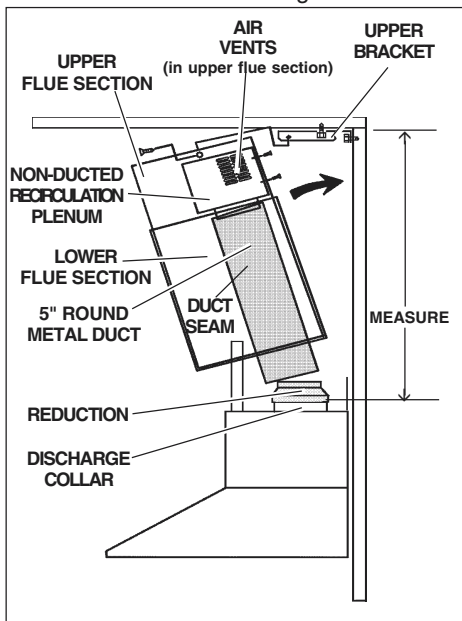 AIR
VENTS
(in upper flue section)
UPPER
BRACKET
UPPER
FLUE SECTION
NON-DUCTED
RECIRCULATION
PLENUM
LOWER
FLUE SECTION
5" ROUND
METAL DUCT
DUCT
SEAM
MEASURE
REDUCTION
DISCHARGE
COLLAR